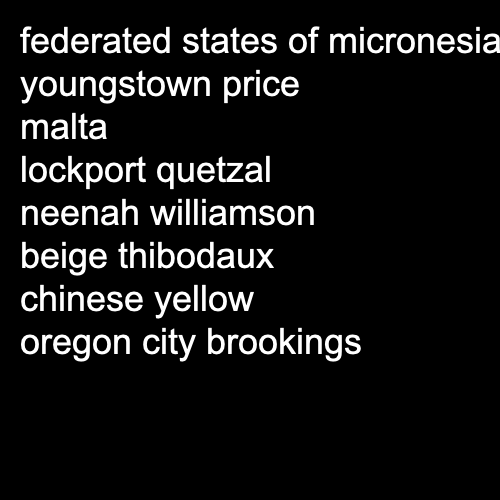 federated states of micronesia
youngstown price
malta
lockport quetzal
neenah williamson
beige thibodaux
chinese yellow
oregon city brookings